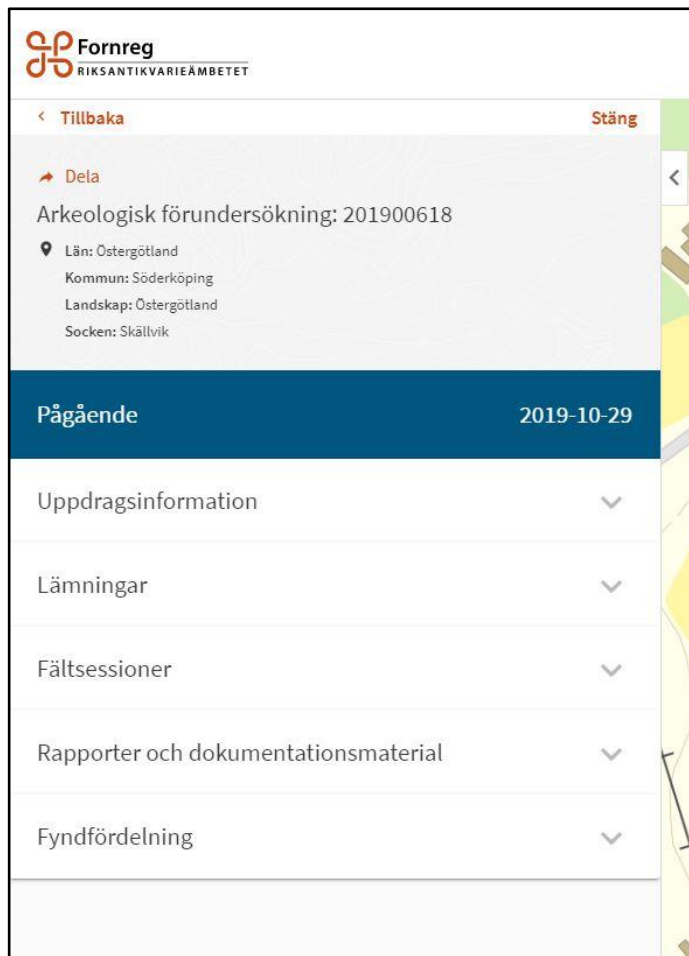 Fornreg
RIKSANTIKVARIEÄMBETET
Tillbaka Stäng
Dela
Arkeologisk förundersökning: 201900618
Län: Östergötland
Kommun: Söderköping
Landskap: Östergötland
Socken: Skällvik
Pågående 2019-10-29
Uppdragsinformation
Lämningar
Fältsessioner
Rapporter och dokumentationsmaterial
Fyndfördelning